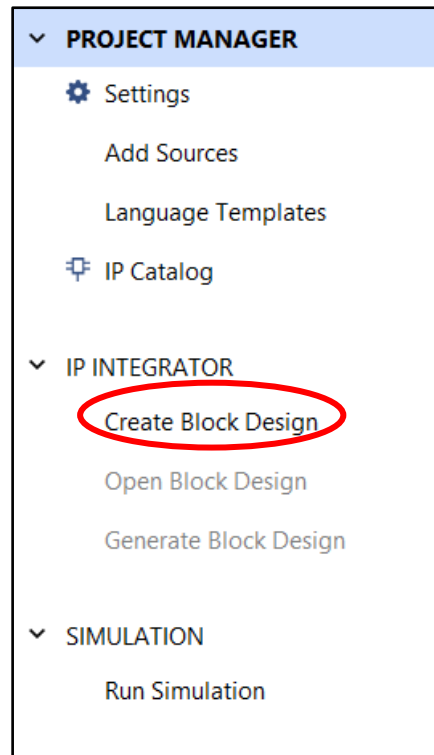 PROJECT MANAGER
Settings
Add Sources
Language Templates
IP Catalog
IP INTEGRATOR
Create Block Design
Open Block Design
Generate Block Design
SIMULATION
Run Simulation